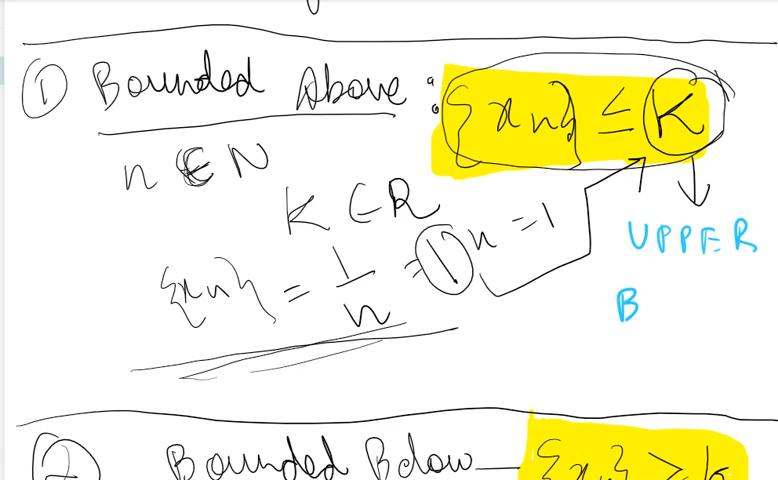 ① Bounded Above : {xn} ≤ K
n ∈ N
K ∈ R
UPPER
{xn} = 1/n = 1 n = 1
B
② Bounded Below — {xn} ≥ k